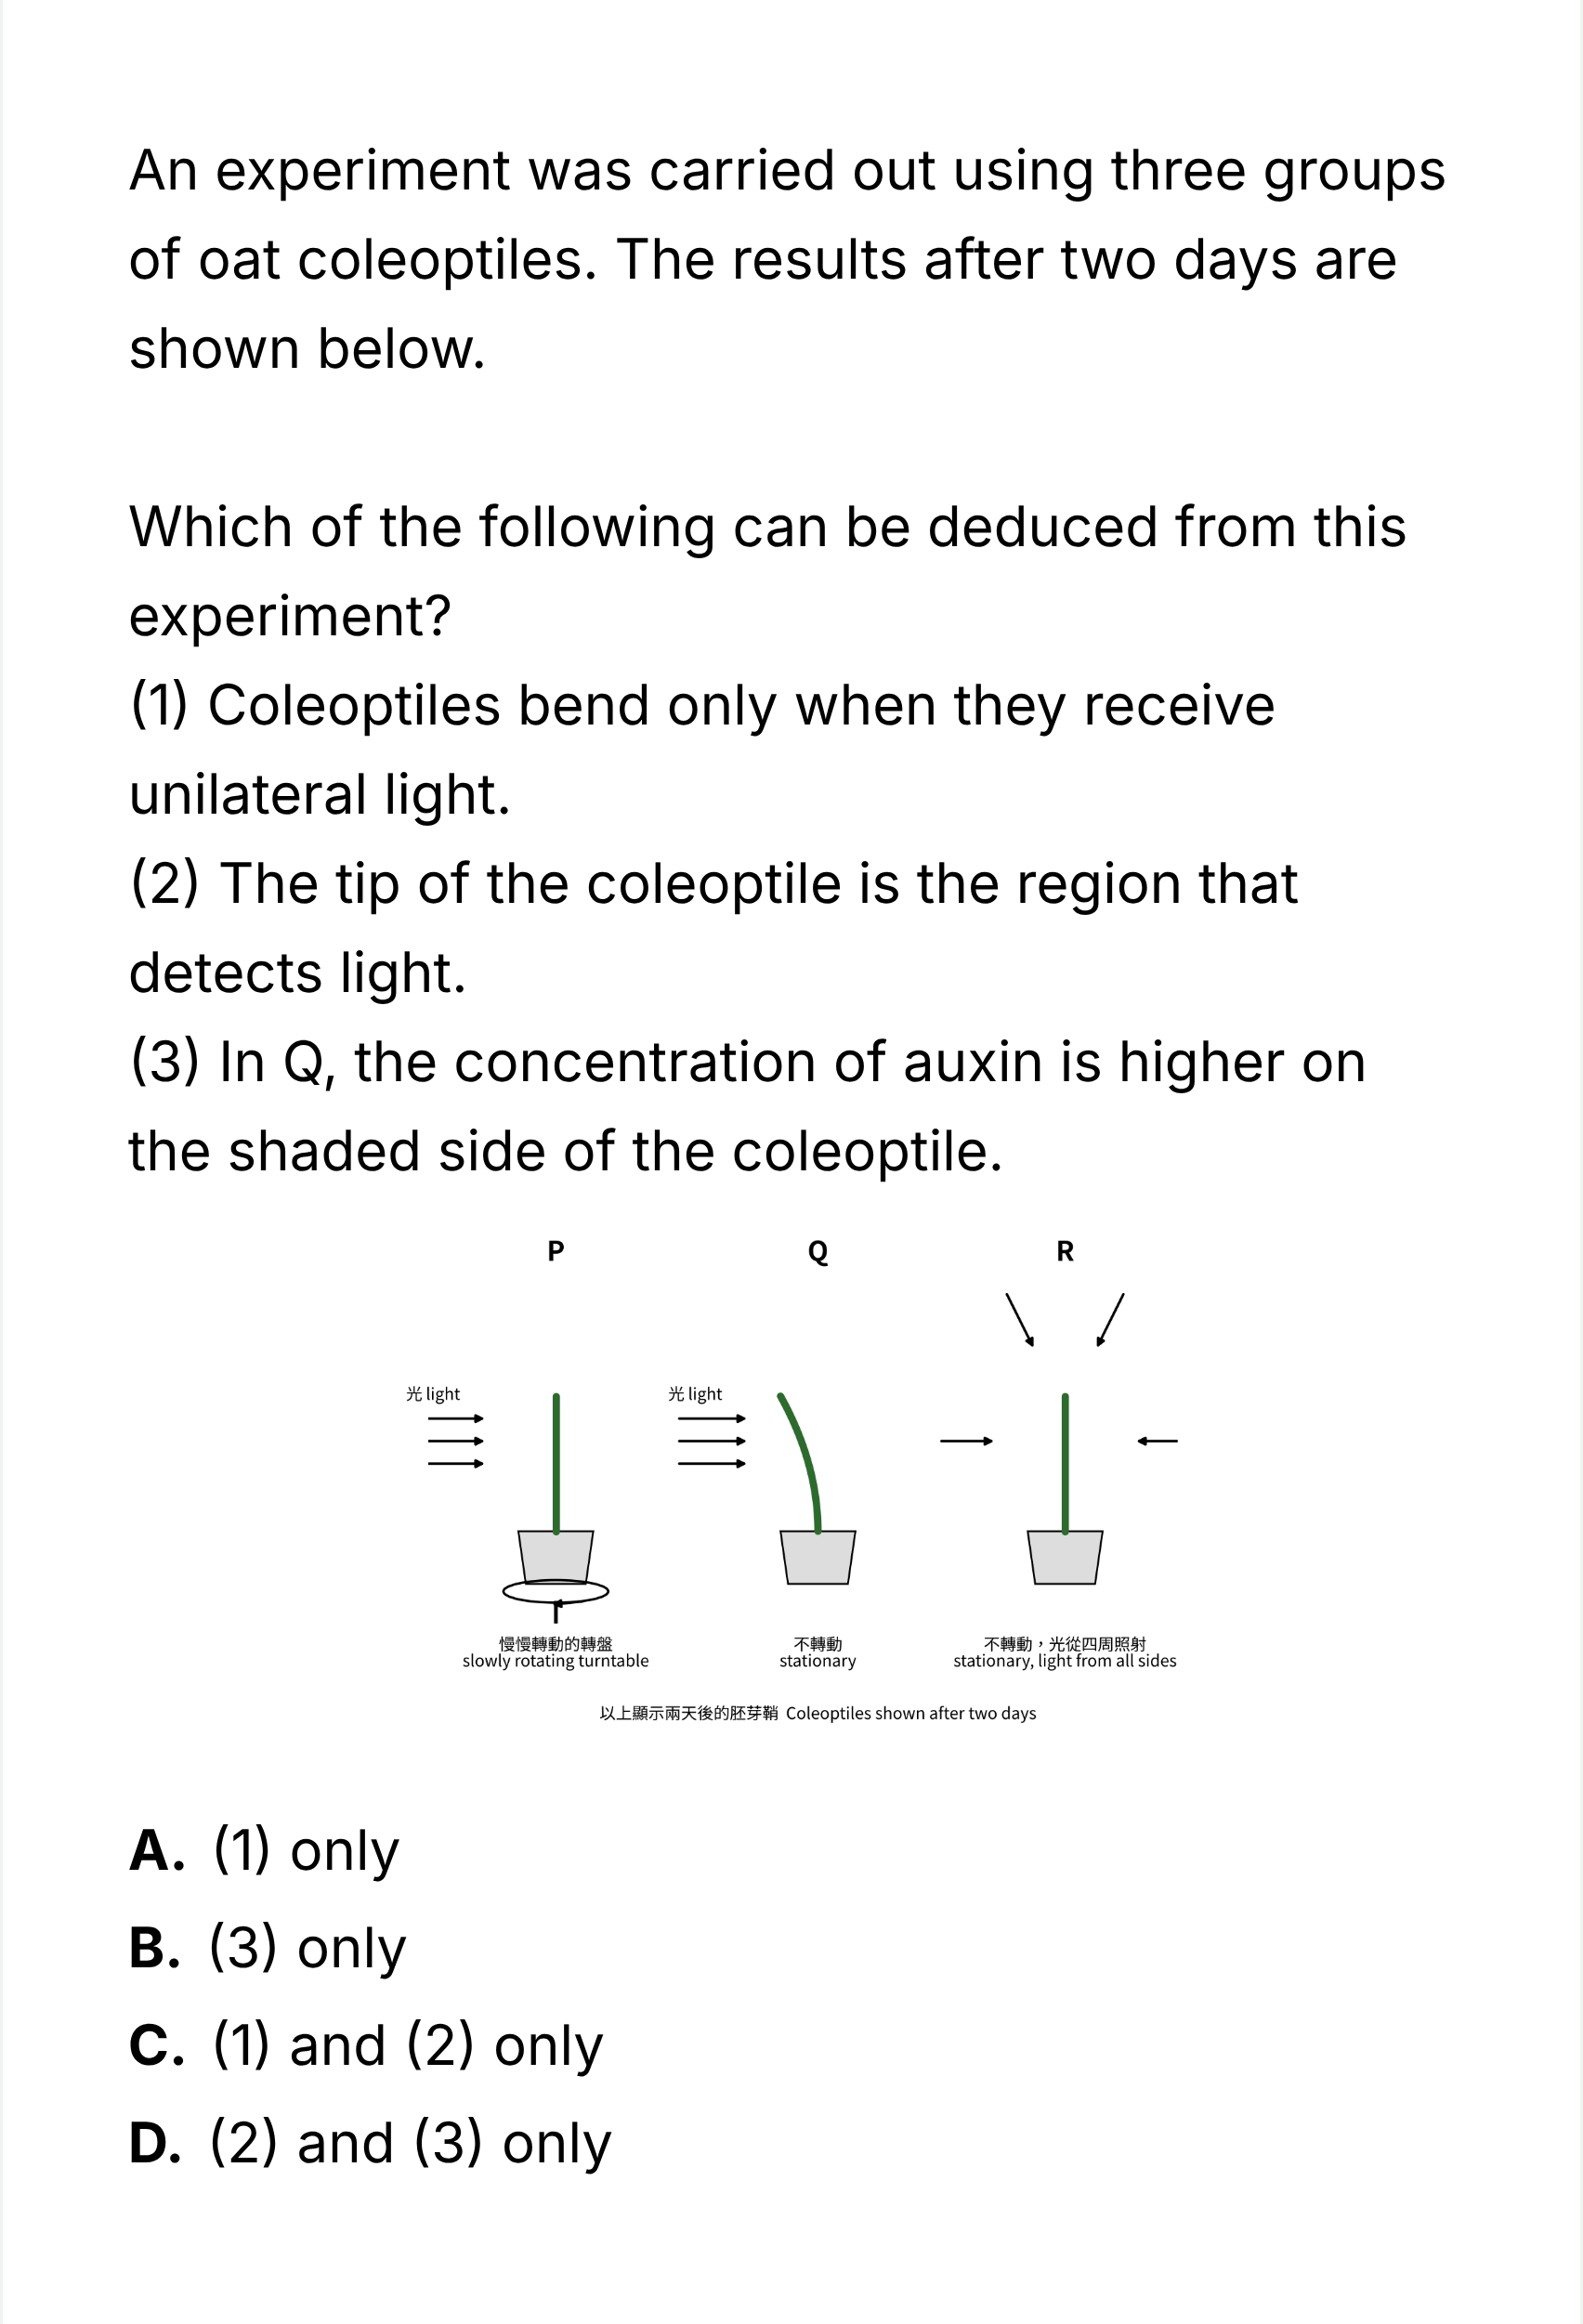 An experiment was carried out using three groups
of oat coleoptiles. The results after two days are
shown below.
Which of the following can be deduced from this
experiment?
(1) Coleoptiles bend only when they receive
unilateral light.
(2) The tip of the coleoptile is the region that
detects light.
(3) In Q, the concentration of auxin is higher on
the shaded side of the coleoptile.
P Q R
光 light 光 light
慢慢轉動的轉盤 不轉動 不轉動，光從四周照射
slowly rotating turntable stationary stationary, light from all sides
以上顯示兩天後的胚芽鞘 Coleoptiles shown after two days
A. (1) only
B. (3) only
C. (1) and (2) only
D. (2) and (3) only